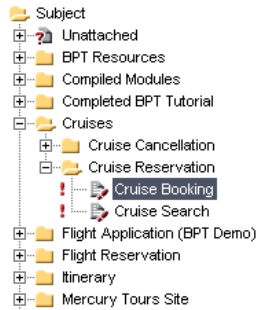 Subject
Unattached
BPT Resources
Compiled Modules
Completed BPT Tutorial
Cruises
Cruise Cancellation
Cruise Reservation
Cruise Booking
Cruise Search
Flight Application (BPT Demo)
Flight Reservation
Itinerary
Mercury Tours Site